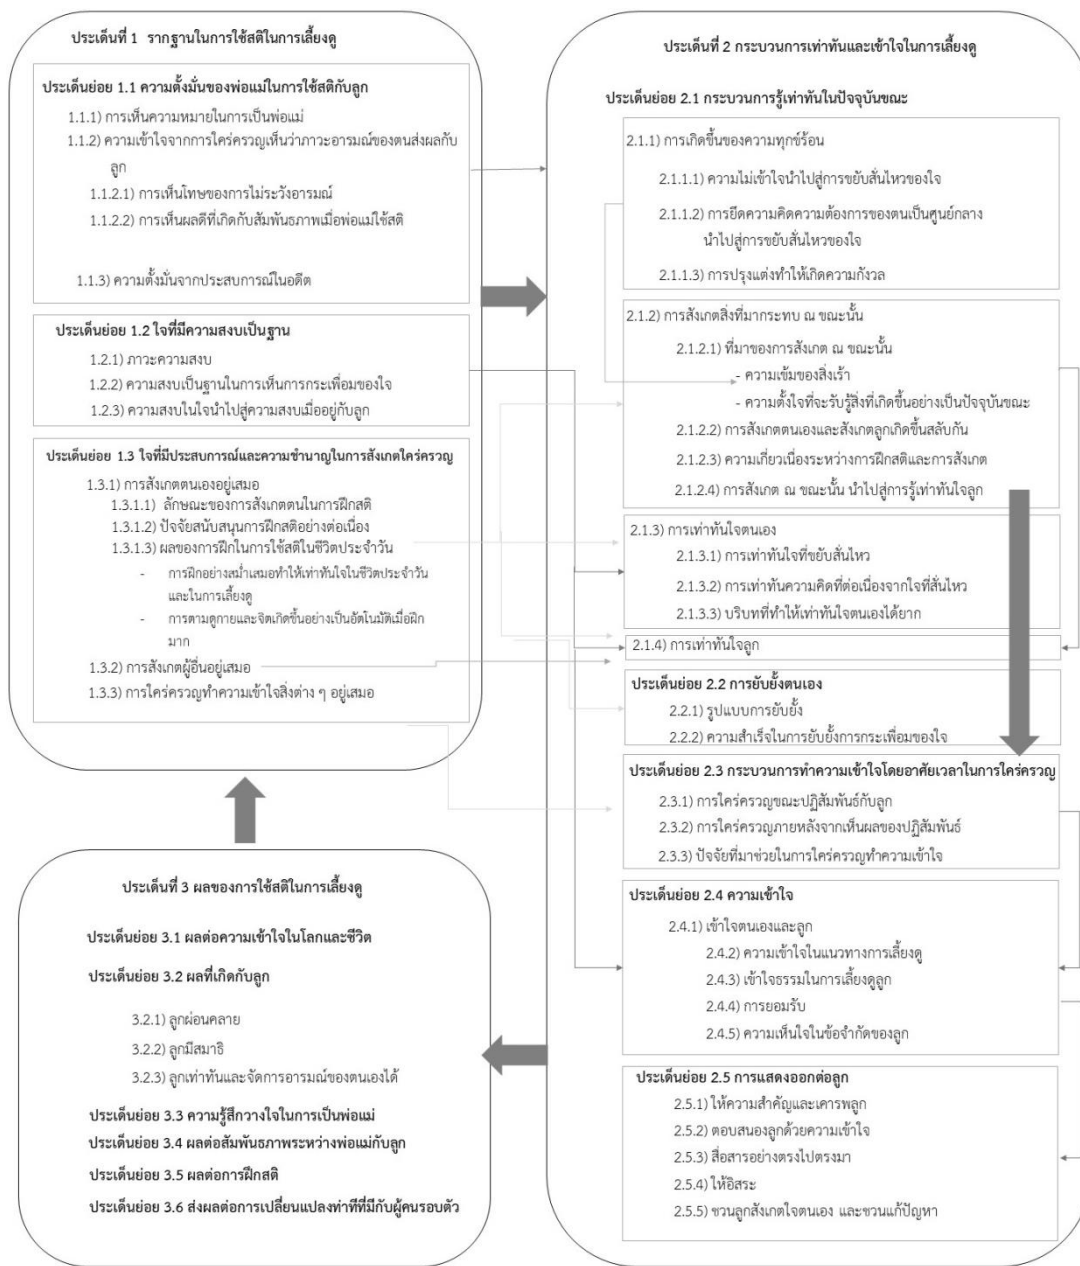 ประเด็นที่ 1 รากฐานในการใช้สติในการเลี้ยงดู
ประเด็นย่อย 1.1 ความตั้งมั่นของพ่อแม่ในการใช้สติกับลูก
1.1.1) การเห็นความหมายในการเป็นพ่อแม่
1.1.2) ความเข้าใจจากการใคร่ครวญเห็นว่าภาวะอารมณ์ของตนส่งผลกับ
ลูก
1.1.2.1) การเห็นโทษของการไม่ระวังอารมณ์
1.1.2.2) การเห็นผลดีที่เกิดกับสัมพันธภาพเมื่อพ่อแม่ใช้สติ
1.1.3) ความตั้งมั่นจากประสบการณ์ในอดีต
ประเด็นย่อย 1.2 ใจที่มีความสงบเป็นฐาน
1.2.1) ภาวะความสงบ
1.2.2) ความสงบเป็นฐานในการเห็นการกระเพื่อมของใจ
1.2.3) ความสงบในใจนำไปสู่ความสงบเมื่ออยู่กับลูก
ประเด็นย่อย 1.3 ใจที่มีประสบการณ์และความชำนาญในการสังเกตใคร่ครวญ
1.3.1) การสังเกตตนเองอยู่เสมอ
1.3.1.1) ลักษณะของการสังเกตตนในการฝึกสติ
1.3.1.2) ปัจจัยสนับสนุนการฝึกสติอย่างต่อเนื่อง
1.3.1.3) ผลของการฝึกในการใช้สติในชีวิตประจำวัน
- การฝึกอย่างสม่ำเสมอทำให้เท่าทันใจในชีวิตประจำวัน
และในการเลี้ยงดู
- การตามดูกายและจิตเกิดขึ้นอย่างเป็นอัตโนมัติเมื่อฝึก
มาก
1.3.2) การสังเกตผู้อื่นอยู่เสมอ
1.3.3) การใคร่ครวญทำความเข้าใจสิ่งต่าง ๆ อยู่เสมอ
ประเด็นที่ 2 กระบวนการเท่าทันและเข้าใจในการเลี้ยงดู
ประเด็นย่อย 2.1 กระบวนการรู้เท่าทันในปัจจุบันขณะ
2.1.1) การเกิดขึ้นของความทุกข์ร้อน
2.1.1.1) ความไม่เข้าใจนำไปสู่การขยับสั่นไหวของใจ
2.1.1.2) การยึดความคิดความต้องการของตนเป็นศูนย์กลาง
นำไปสู่การขยับสั่นไหวของใจ
2.1.1.3) การปรุงแต่งทำให้เกิดความกังวล
2.1.2) การสังเกตสิ่งที่มากระทบ ณ ขณะนั้น
2.1.2.1) ที่มาของการสังเกต ณ ขณะนั้น
- ความเข้มของสิ่งเร้า
- ความตั้งใจที่จะรับรู้สิ่งที่เกิดขึ้นอย่างเป็นปัจจุบันขณะ
2.1.2.2) การสังเกตตนเองและสังเกตลูกเกิดขึ้นสลับกัน
2.1.2.3) ความเกี่ยวเนื่องระหว่างการฝึกสติและการสังเกต
2.1.2.4) การสังเกต ณ ขณะนั้น นำไปสู่การรู้เท่าทันใจลูก
2.1.3) การเท่าทันใจตนเอง
2.1.3.1) การเท่าทันใจที่ขยับสั่นไหว
2.1.3.2) การเท่าทันความคิดที่ต่อเนื่องจากใจที่สั่นไหว
2.1.3.3) บริบทที่ทำให้เท่าทันใจตนเองได้ยาก
2.1.4) การเท่าทันใจลูก
ประเด็นย่อย 2.2 การยับยั้งตนเอง
2.2.1) รูปแบบการยับยั้ง
2.2.2) ความสำเร็จในการยับยั้งการกระเพื่อมของใจ
ประเด็นย่อย 2.3 กระบวนการทำความเข้าใจโดยอาศัยเวลาในการใคร่ครวญ
2.3.1) การใคร่ครวญขณะปฏิสัมพันธ์กับลูก
2.3.2) การใคร่ครวญภายหลังจากเห็นผลของปฏิสัมพันธ์
2.3.3) ปัจจัยที่มาช่วยในการใคร่ครวญทำความเข้าใจ
ประเด็นย่อย 2.4 ความเข้าใจ
2.4.1) เข้าใจตนเองและลูก
2.4.2) ความเข้าใจในแนวทางการเลี้ยงดู
2.4.3) เข้าใจธรรมในการเลี้ยงดูลูก
2.4.4) การยอมรับ
2.4.5) ความเห็นใจในข้อจำกัดของลูก
ประเด็นย่อย 2.5 การแสดงออกต่อลูก
2.5.1) ให้ความสำคัญและเคารพลูก
2.5.2) ตอบสนองลูกด้วยความเข้าใจ
2.5.3) สื่อสารอย่างตรงไปตรงมา
2.5.4) ให้อิสระ
2.5.5) ชวนลูกสังเกตใจตนเอง และชวนแก้ปัญหา
ประเด็นที่ 3 ผลของการใช้สติในการเลี้ยงดู
ประเด็นย่อย 3.1 ผลต่อความเข้าใจในโลกและชีวิต
ประเด็นย่อย 3.2 ผลที่เกิดกับลูก
3.2.1) ลูกผ่อนคลาย
3.2.2) ลูกมีสมาธิ
3.2.3) ลูกเท่าทันและจัดการอารมณ์ของตนเองได้
ประเด็นย่อย 3.3 ความรู้สึกวางใจในการเป็นพ่อแม่
ประเด็นย่อย 3.4 ผลต่อสัมพันธภาพระหว่างพ่อแม่กับลูก
ประเด็นย่อย 3.5 ผลต่อการฝึกสติ
ประเด็นย่อย 3.6 ส่งผลต่อการเปลี่ยนแปลงท่าทีที่มีกับผู้คนรอบตัว